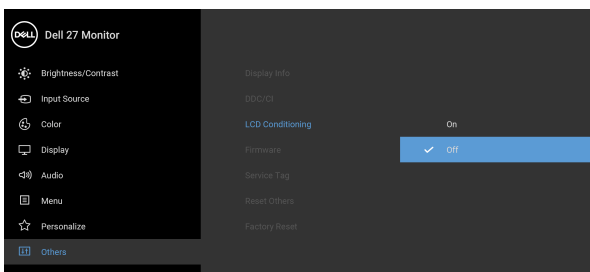 DELL Dell 27 Monitor
Brightness/Contrast
Input Source
Color
Display
Audio
Menu
Personalize
Others
Display Info
DDC/CI
LCD Conditioning
Firmware
Service Tag
Reset Others
Factory Reset
On
Off